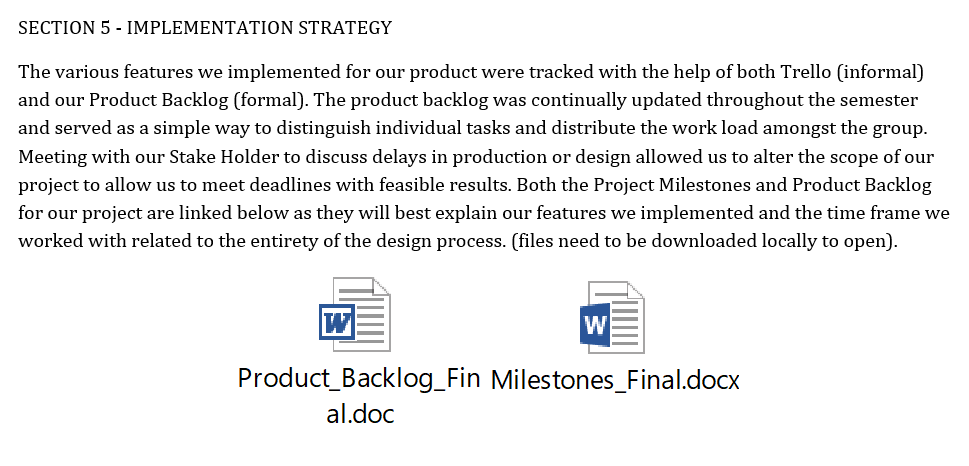 SECTION 5 - IMPLEMENTATION STRATEGY
The various features we implemented for our product were tracked with the help of both Trello (informal)
and our Product Backlog (formal). The product backlog was continually updated throughout the semester
and served as a simple way to distinguish individual tasks and distribute the work load amongst the group.
Meeting with our Stake Holder to discuss delays in production or design allowed us to alter the scope of our
project to allow us to meet deadlines with feasible results. Both the Project Milestones and Product Backlog
for our project are linked below as they will best explain our features we implemented and the time frame we
worked with related to the entirety of the design process. (files need to be downloaded locally to open).
W
W
Product_Backlog_Fin
al.doc
Milestones_Final.docx